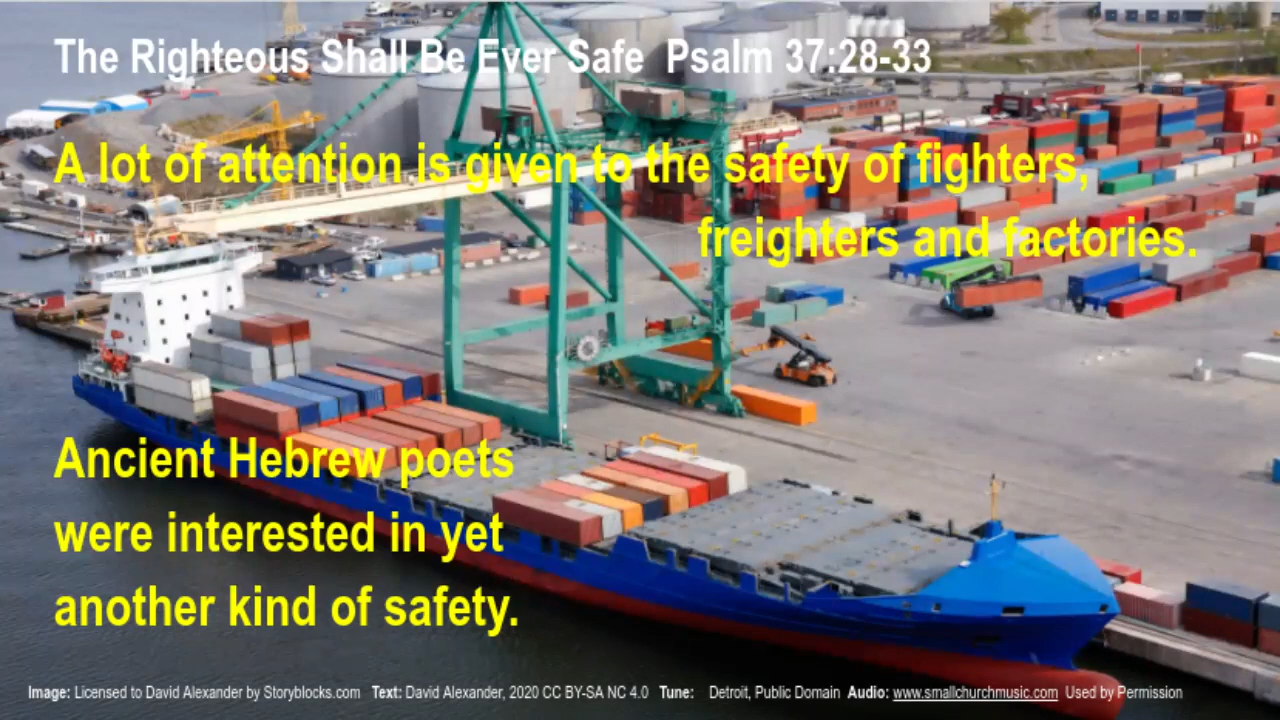 The Righteous Shall Be Ever Safe  Psalm 37:28-33
A lot of attention is given to the safety of fighters,
freighters and factories.
Ancient Hebrew poets
were interested in yet
another kind of safety.
Image: Licensed to David Alexander by Storyblocks.com   Text: David Alexander, 2020 CC BY-SA NC 4.0   Tune:    Detroit, Public Domain  Audio: www.smallchurchmusic.com  Used by Permission